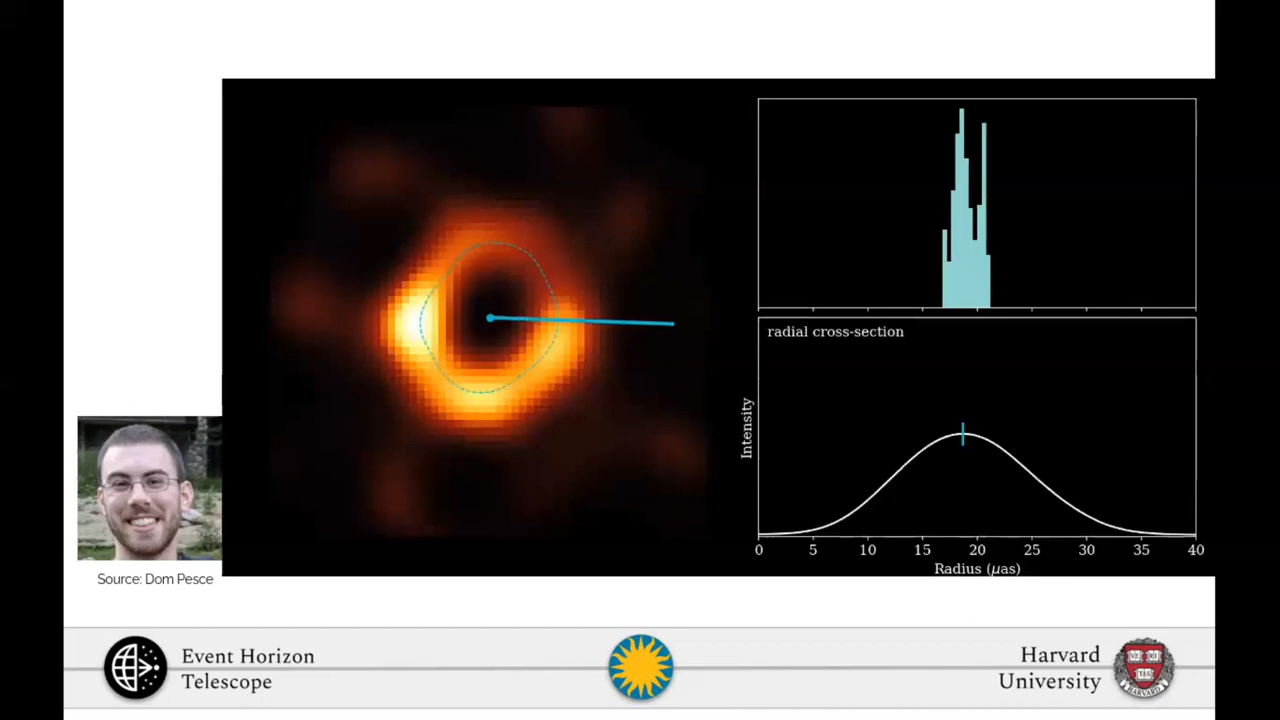 radial cross-section
Intensity
0 5 10 15 20 25 30 35 40
Radius (μas)
Source: Dom Pesce
Event Horizon
Telescope
Harvard
University
HARVARD